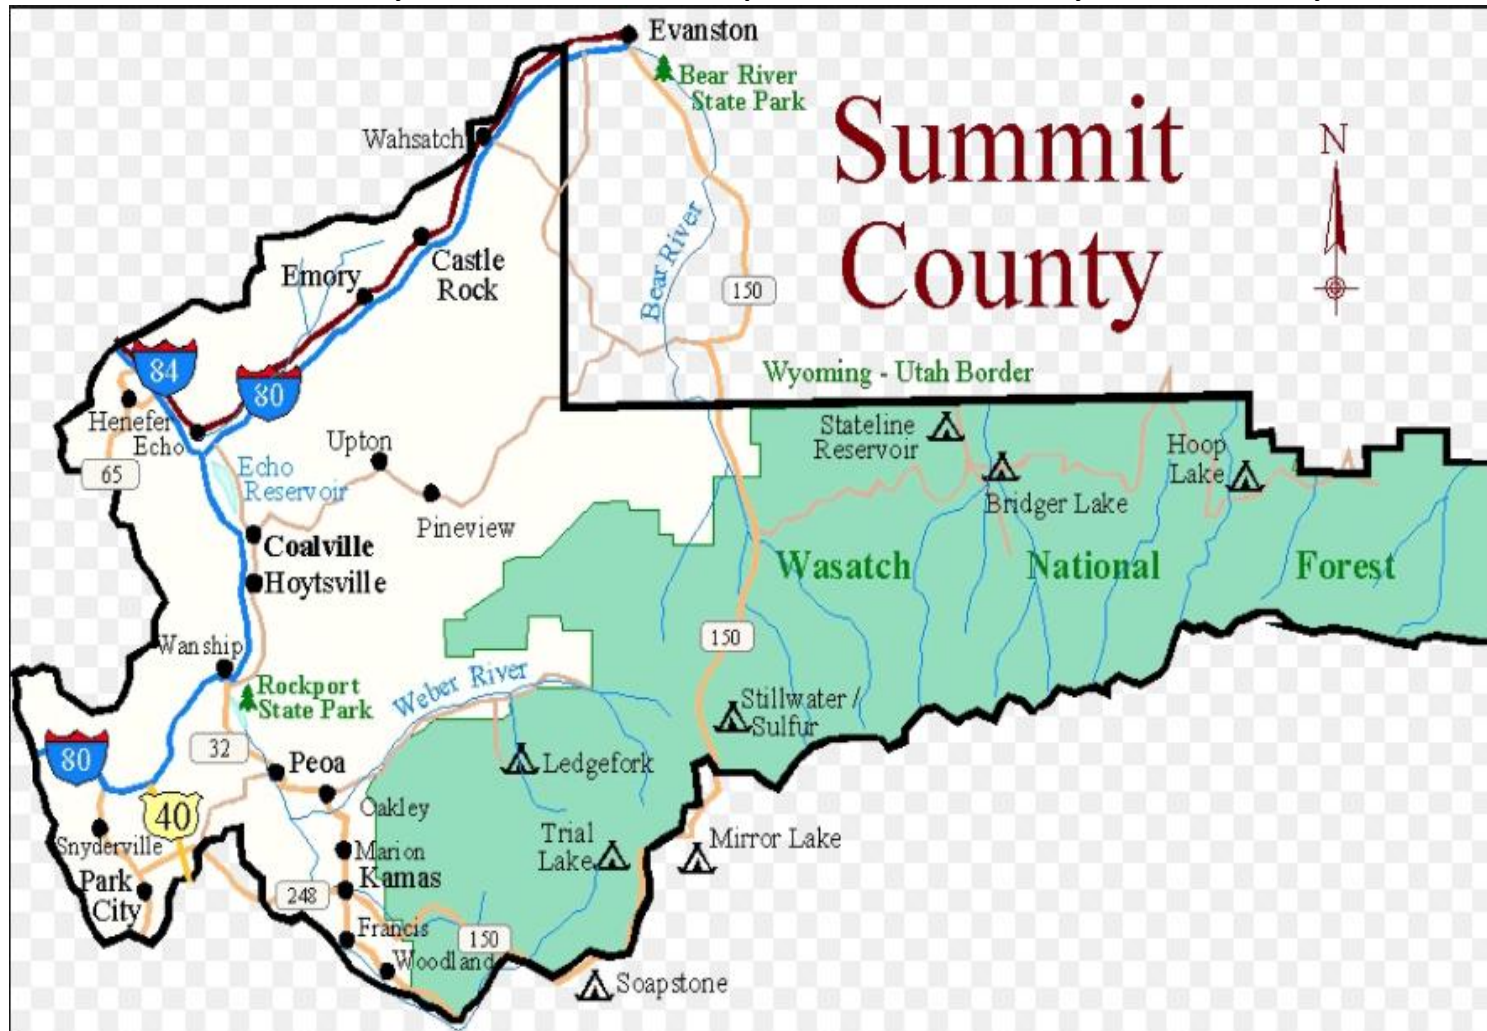 Evanston
Bear River
State Park
Summit
County
N
Wahsatch
Castle
Rock
Emory
Bear River
150
84
80
Wyoming - Utah Border
Henefer
Echo
65
Echo
Reservoir
Upton
Pineview
Stateline
Reservoir
Hoop
Lake
Bridger Lake
Coalville
Hoytsville
Wasatch National Forest
Wanship
150
Rockport
State Park
Weber River
Stillwater /
Sulfur
32
80
Peoa
Ledgefork
40
Oakley
Snyderville
Marion
Trial
Lake
Mirror Lake
Park
City
Kamas
248
Francis
150
Woodland
Soapstone